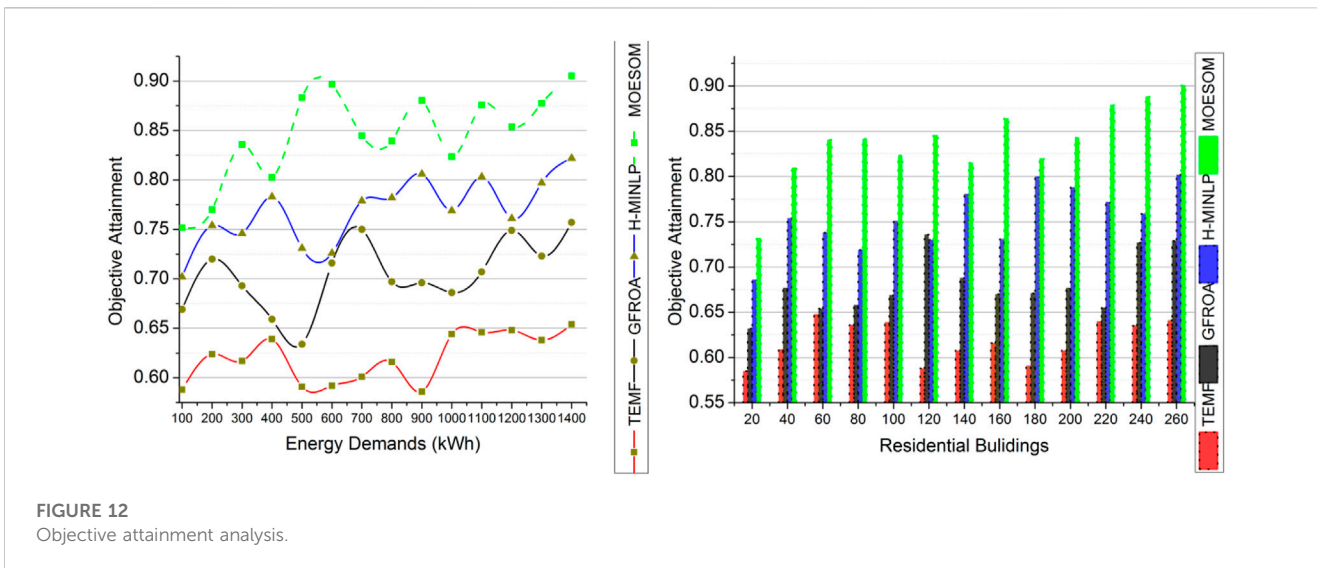 0.90
0.85
0.80
0.75
0.70
0.65
0.60
Objective Attainment
100 200 300 400 500 600 700 800 900 1000 1100 1200 1300 1400
Energy Demands (kWh)
TEMF GFROA H-MINLP MOESOM
0.90
0.85
0.80
0.75
0.70
0.65
0.60
0.55
Objective Attainment
20 40 60 80 100 120 140 160 180 200 220 240 260
Residential Bulidings
TEMF GFROA H-MINLP MOESOM
FIGURE 12
Objective attainment analysis.